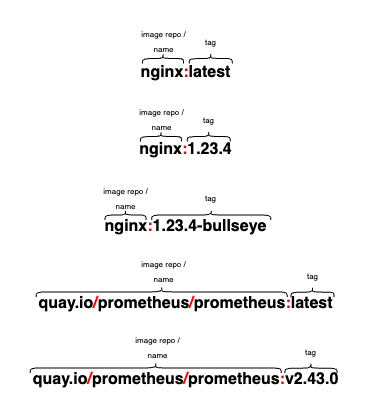 image repo /
name
tag
nginx:latest
image repo /
name
tag
nginx:1.23.4
image repo /
name
tag
nginx:1.23.4-bullseye
image repo /
name
tag
quay.io/prometheus/prometheus:latest
image repo /
name
tag
quay.io/prometheus/prometheus:v2.43.0